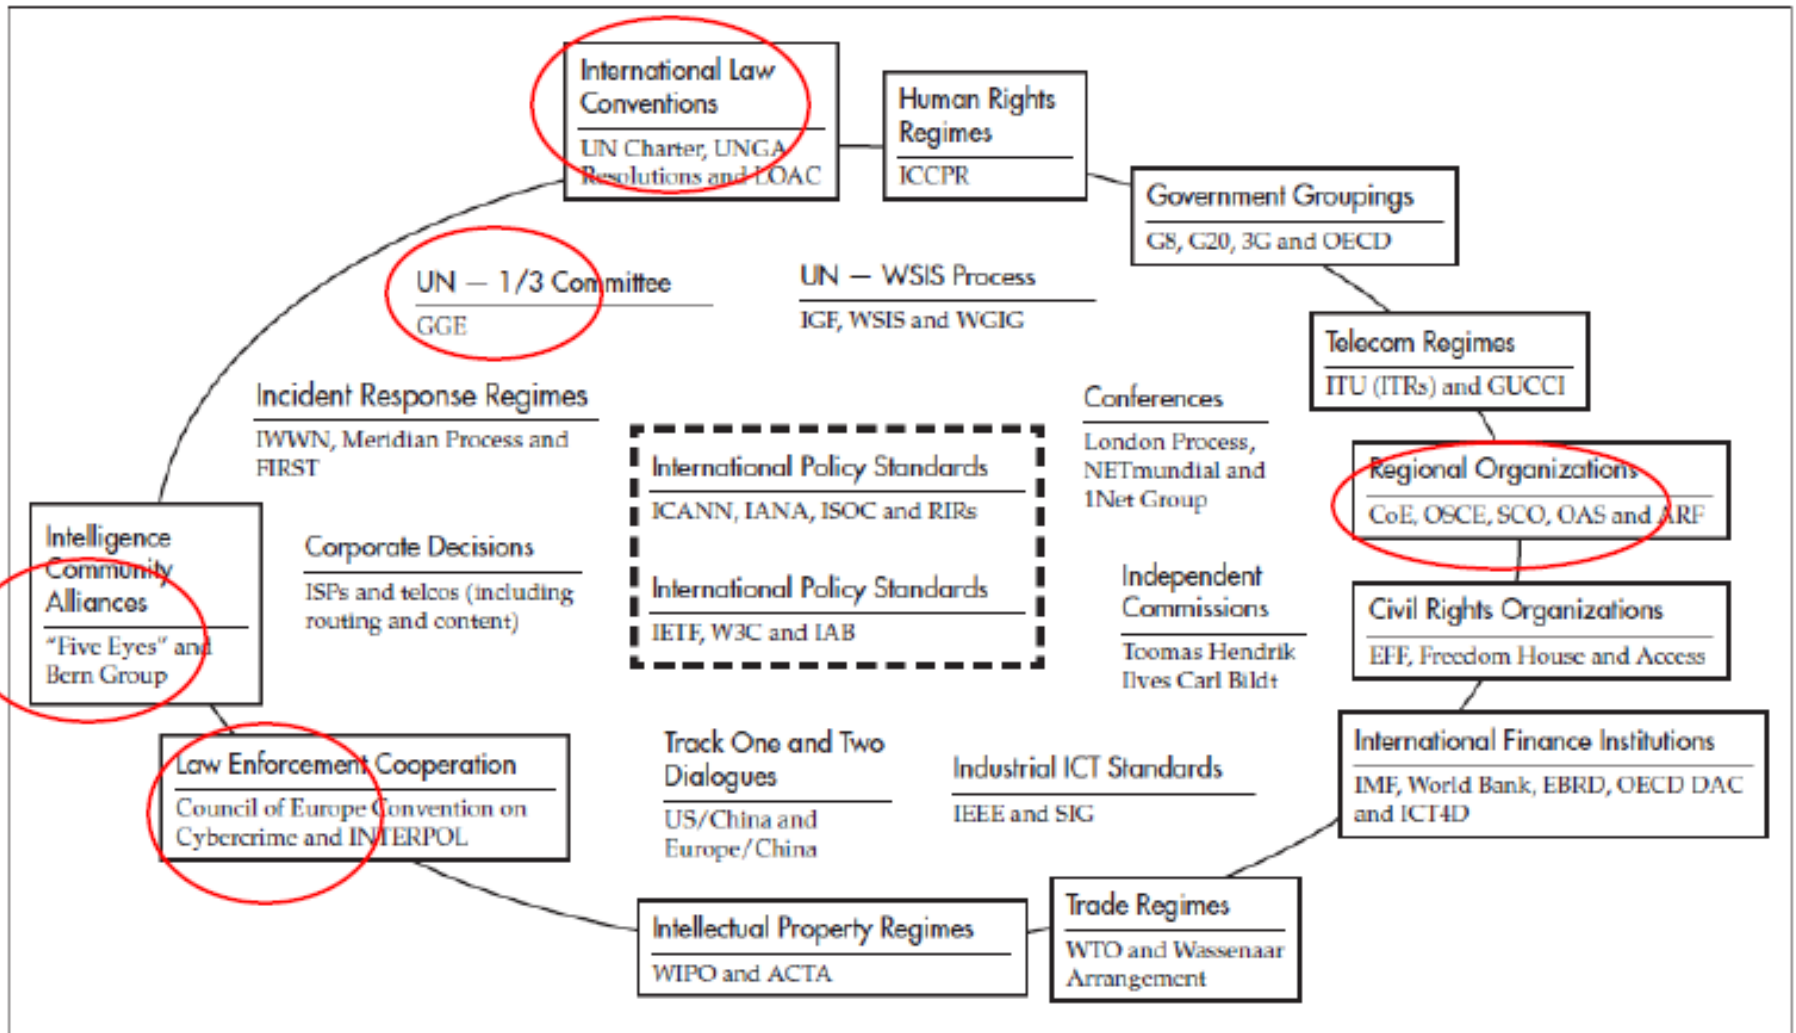 International Law
Conventions
UN Charter, UNGA
Resolutions and LOAC
Human Rights
Regimes
ICCPR
Government Groupings
G8, G20, 3G and OECD
UN — 1/3 Committee
GGE
UN — WSIS Process
IGF, WSIS and WGIG
Telecom Regimes
ITU (ITRs) and GUCCI
Incident Response Regimes
IWWN, Meridian Process and
FIRST
Conferences
London Process,
NETmundial and
1Net Group
International Policy Standards
ICANN, IANA, ISOC and RIRs
International Policy Standards
IETF, W3C and IAB
Regional Organizations
CoE, OSCE, SCO, OAS and ARF
Intelligence
Community
Alliances
"Five Eyes" and
Bern Group
Corporate Decisions
ISPs and telcos (including
routing and content)
Independent
Commissions
Toomas Hendrik
Ilves Carl Bildt
Civil Rights Organizations
EFF, Freedom House and Access
Law Enforcement Cooperation
Council of Europe Convention on
Cybercrime and INTERPOL
Track One and Two
Dialogues
US/China and
Europe/China
Industrial ICT Standards
IEEE and SIG
International Finance Institutions
IMF, World Bank, EBRD, OECD DAC
and ICT4D
Intellectual Property Regimes
WIPO and ACTA
Trade Regimes
WTO and Wassenaar
Arrangement